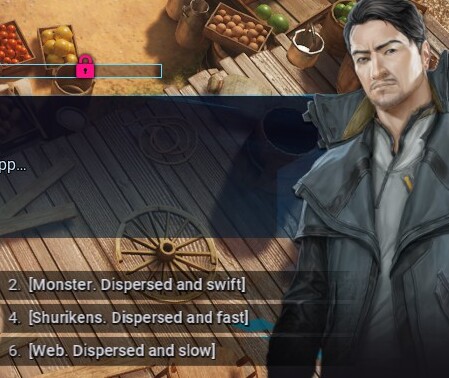 pp...
2. [Monster. Dispersed and swift]
4. [Shurikens. Dispersed and fast]
6. [Web. Dispersed and slow]